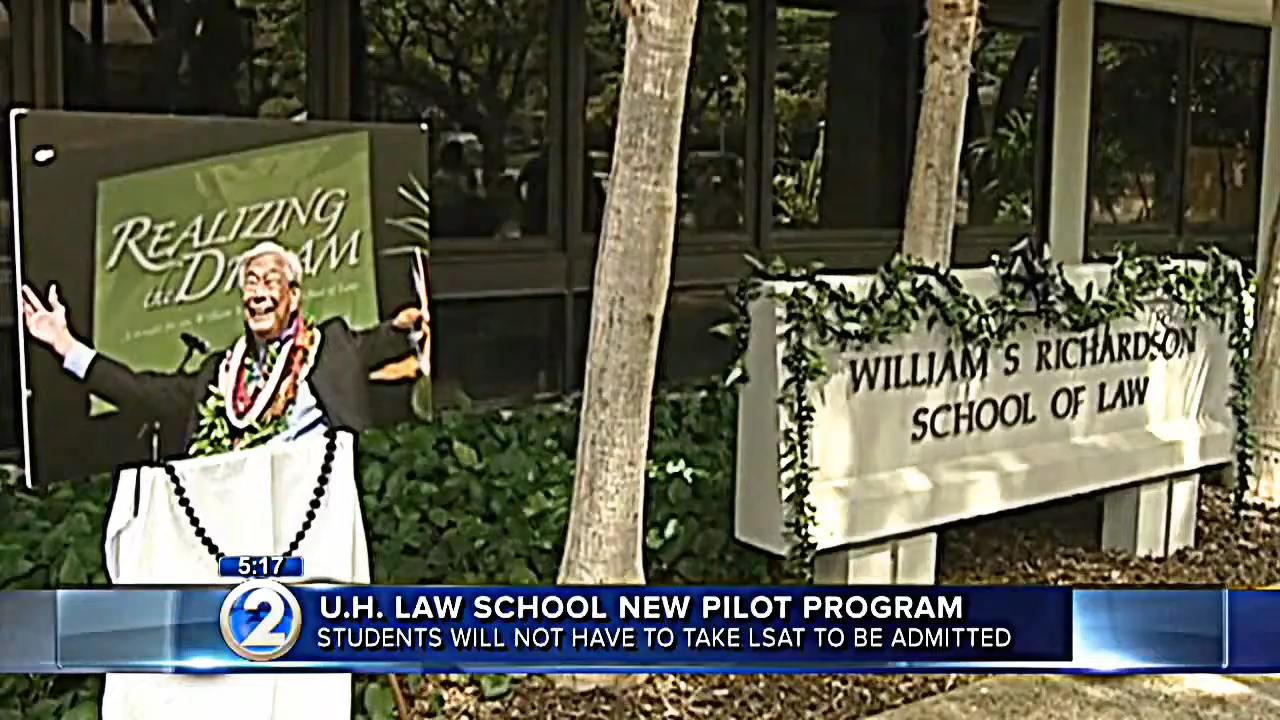 REALIZING
the DREAM
WILLIAM S RICHARDSON
SCHOOL OF LAW
5:17
2
U.H. LAW SCHOOL NEW PILOT PROGRAM
STUDENTS WILL NOT HAVE TO TAKE LSAT TO BE ADMITTED